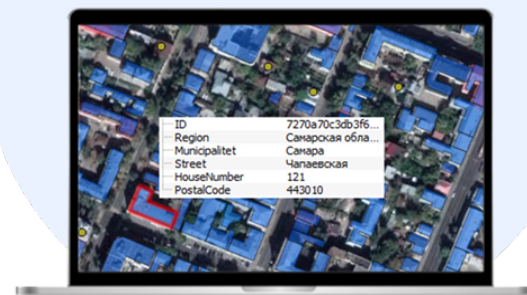 ID 7270a70c3db3f6...
Region Самарская обла...
Municipalitet Самара
Street Чапаевская
HouseNumber 121
PostalCode 443010